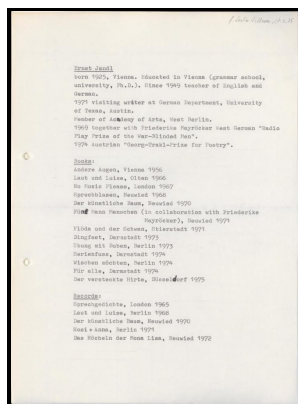 Ernst Jandl
born 1925, Vienna. Educated in Vienna (grammar school,
university, Ph.D.). Since 1949 teacher of English and
German.
1971 visiting writer at German Department, University
of Texas, Austin.
Member of Academy of Arts, West Berlin.
1969 together with Friederike Mayröcker West German "Radio
Play Prize of the War-Blinded Men".
1974 Austrian "Georg-Trakl-Prize for Poetry".
Books:
Andere Augen, Vienna 1956
Laut und Luise, Olten 1966
No Music Please, London 1967
Sprechblasen, Neuwied 1968
Der künstliche Baum, Neuwied 1970
Fünf Mann Menschen (in collaboration with Friederike
Mayröcker), Neuwied 1971
Flöda und der Schwan, Stierstadt 1971
Dingfest, Darmstadt 1973
Übung mit Buben, Berlin 1973
Serienfuss, Darmstadt 1974
Wischen möchten, Berlin 1974
Für alle, Darmstadt 1974
Der versteckte Hirte, Düsseldorf 1975
Records:
Sprechgedichte, London 1965
Laut und Luise, Berlin 1968
Der künstliche Baum, Neuwied 1970
Hosi + Anna, Berlin 1971
Das Röcheln der Mona Lisa, Neuwied 1972